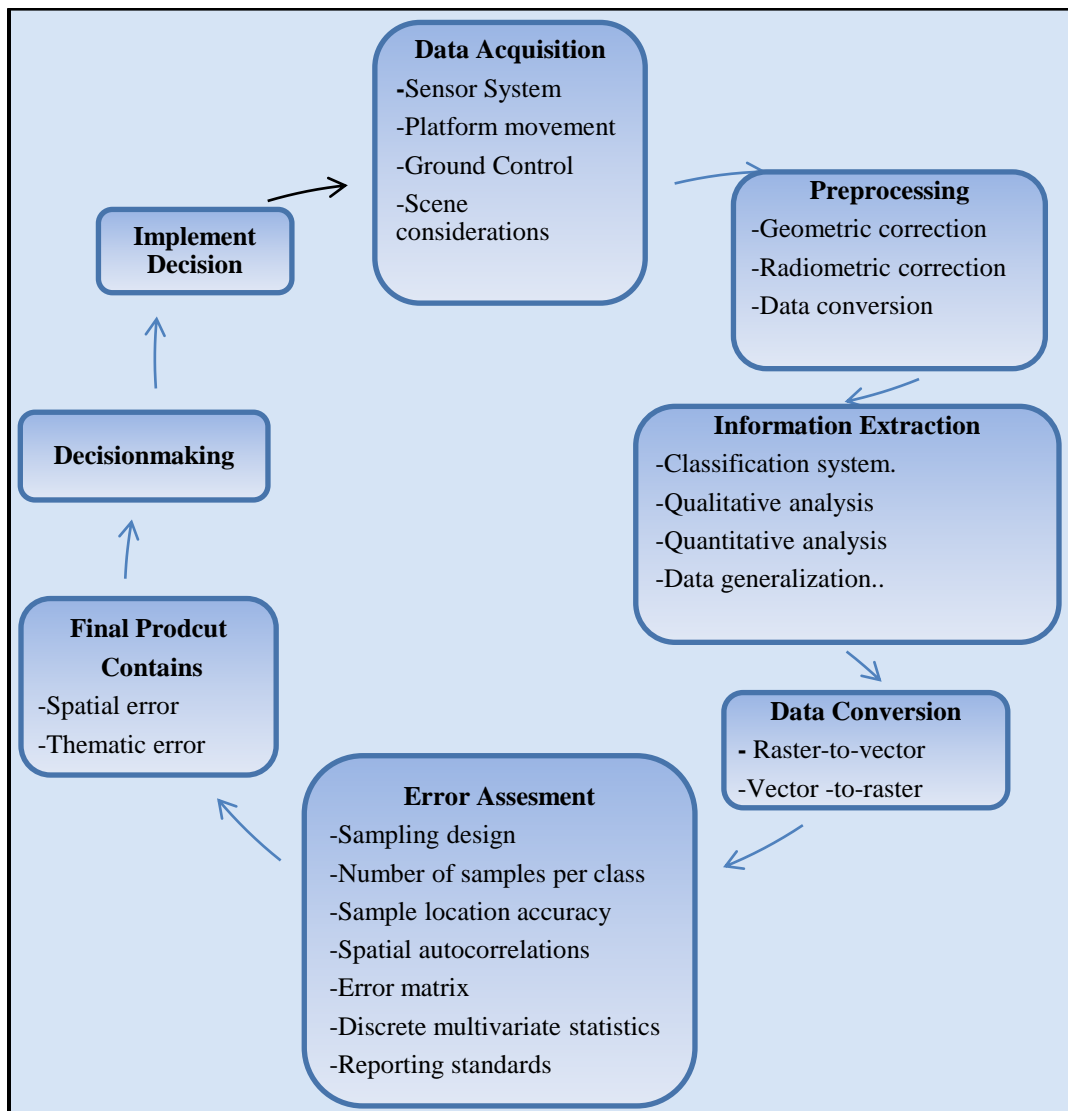 Data Acquisition
-Sensor System
-Platform movement
-Ground Control
-Scene
considerations
Preprocessing
-Geometric correction
-Radiometric correction
-Data conversion
Information Extraction
-Classification system.
-Qualitative analysis
-Quantitative analysis
-Data generalization..
Data Conversion
- Raster-to-vector
-Vector -to-raster
Error Assesment
-Sampling design
-Number of samples per class
-Sample location accuracy
-Spatial autocorrelations
-Error matrix
-Discrete multivariate statistics
-Reporting standards
Final Prodcut
Contains
-Spatial error
-Thematic error
Decisionmaking
Implement
Decision